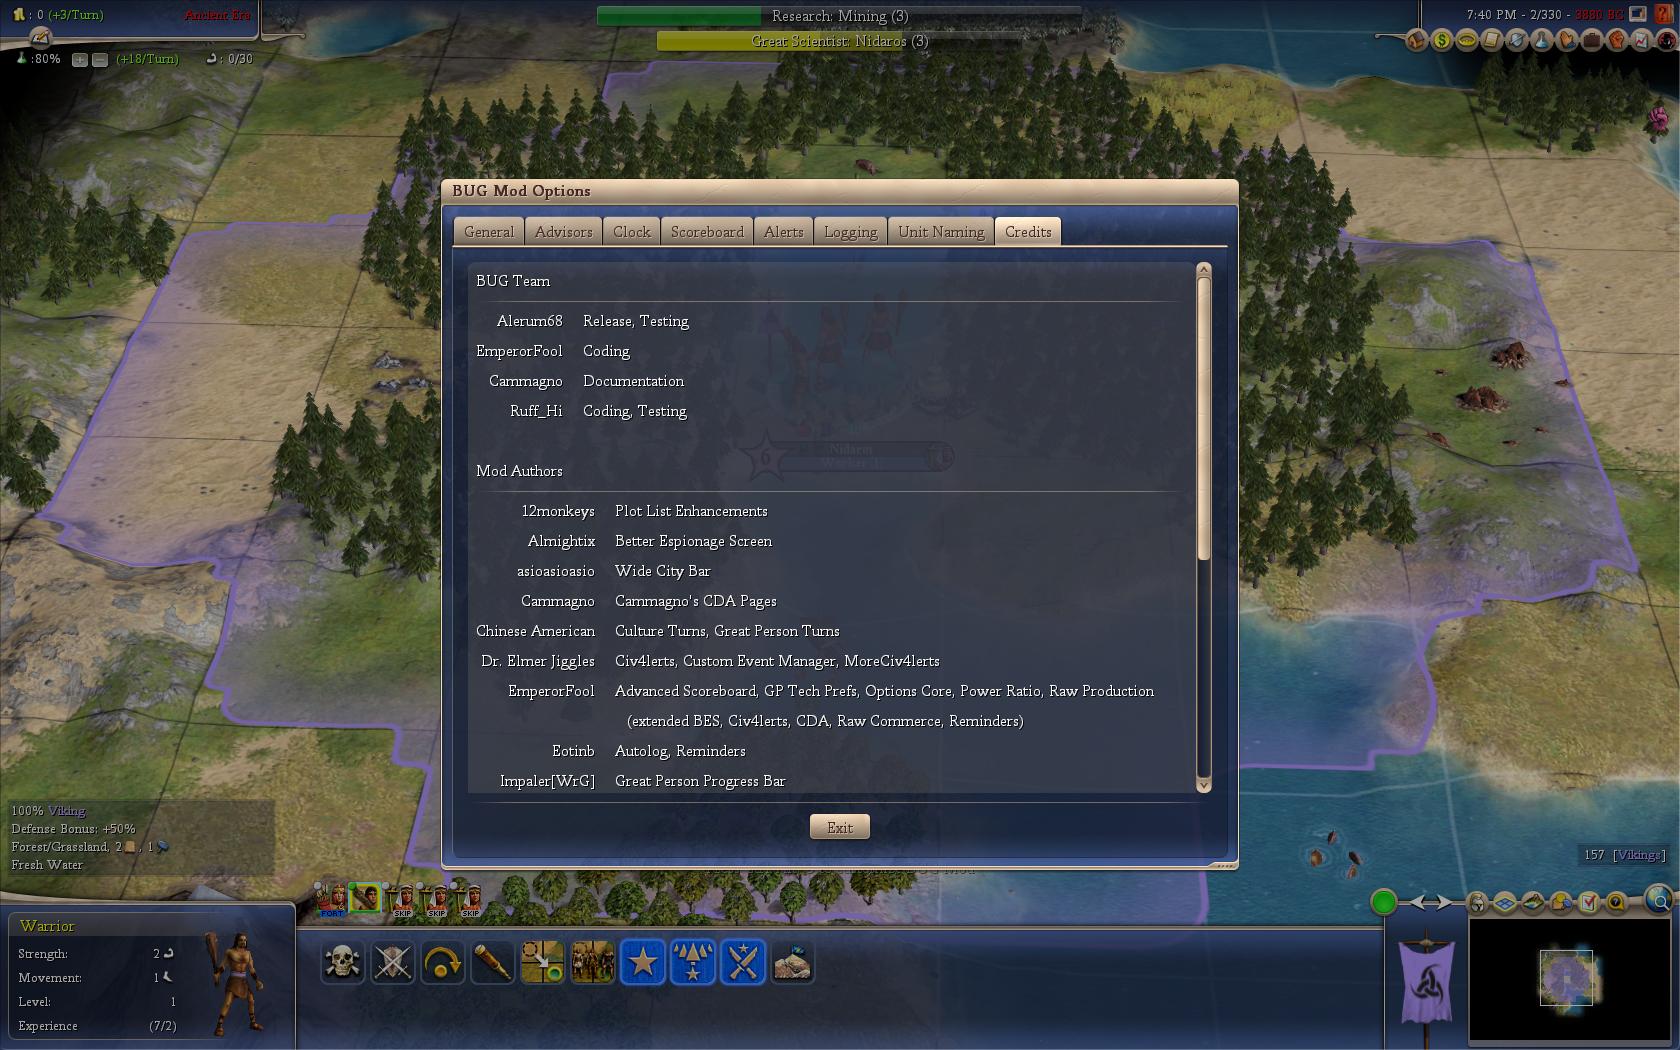 : 0 (+3/Turn)
Ancient Era
Research: Mining (3)
7:40 PM - 2/330 - 3880 BC
Great Scientist: Nidaros (3)
:80%
(+18/Turn)
: 0/30
BUG Mod Options
General
Advisors
Clock
Scoreboard
Alerts
Logging
Unit Naming
Credits
BUG Team
Alerum68 Release, Testing
EmperorFool Coding
Cammagno Documentation
Ruff_Hi Coding, Testing
6
Nidaros
Mod Authors
12monkeys Plot List Enhancements
Almightix Better Espionage Screen
asioasioasio Wide City Bar
Cammagno Cammagno's CDA Pages
Chinese American Culture Turns, Great Person Turns
Dr. Elmer Jiggles Civ4lerts, Custom Event Manager, MoreCiv4lerts
EmperorFool Advanced Scoreboard, GP Tech Prefs, Options Core, Power Ratio, Raw Production
(extended BES, Civ4lerts, CDA, Raw Commerce, Reminders)
Eotinb Autolog, Reminders
Impaler[WrG] Great Person Progress Bar
Exit
100% Viking
Defense Bonus: +50%
Forest/Grassland, 2 , 1
Fresh Water
157 [Vikings]
FORT
SKIP
SKIP
SKIP
Warrior
Strength: 2
Movement: 1
Level: 1
Experience (7/2)